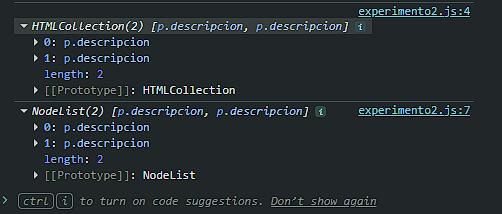 experimento2.js:4
▼ HTMLCollection(2) [p.descripcion, p.descripcion] i
▶ 0: p.descripcion
▶ 1: p.descripcion
length: 2
▶ [[Prototype]]: HTMLCollection
▼ NodeList(2) [p.descripcion, p.descripcion] i experimento2.js:7
▶ 0: p.descripcion
▶ 1: p.descripcion
length: 2
▶ [[Prototype]]: NodeList
> ctrl i to turn on code suggestions. Don't show again